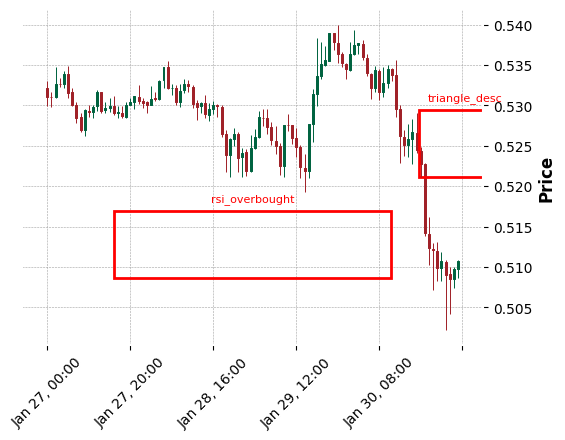 0.540
0.535
triangle_desc
0.530
0.525
0.520
rsi_overbought
0.515
0.510
0.505
Price
Jan 27, 00:00
Jan 27, 20:00
Jan 28, 16:00
Jan 29, 12:00
Jan 30, 08:00